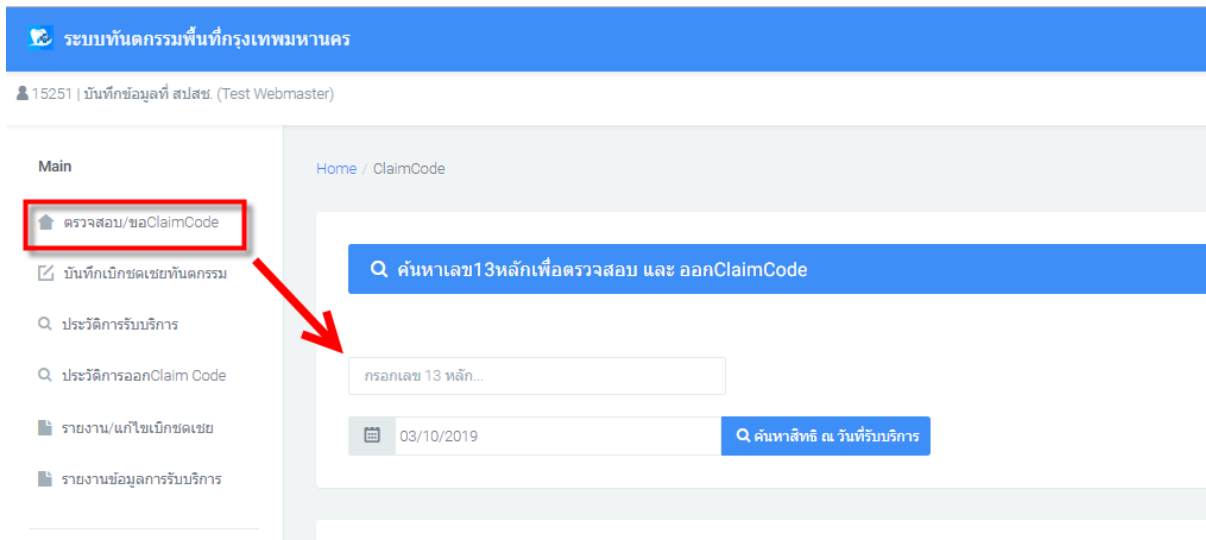 ระบบทันตกรรมพื้นที่กรุงเทพมหานคร
15251 | บันทึกข้อมูลที่ สปสช. (Test Webmaster)
Main
ตรวจสอบ/ขอClaimCode
บันทึกเบิกชดเชยทันตกรรม
ประวัติการรับบริการ
ประวัติการออกClaim Code
รายงาน/แก้ไขเบิกชดเชย
รายงานข้อมูลการรับบริการ
Home / ClaimCode
ค้นหาเลข13หลักเพื่อตรวจสอบ และ ออกClaimCode
กรอกเลข 13 หลัก...
03/10/2019
ค้นหาสิทธิ ณ วันที่รับบริการ